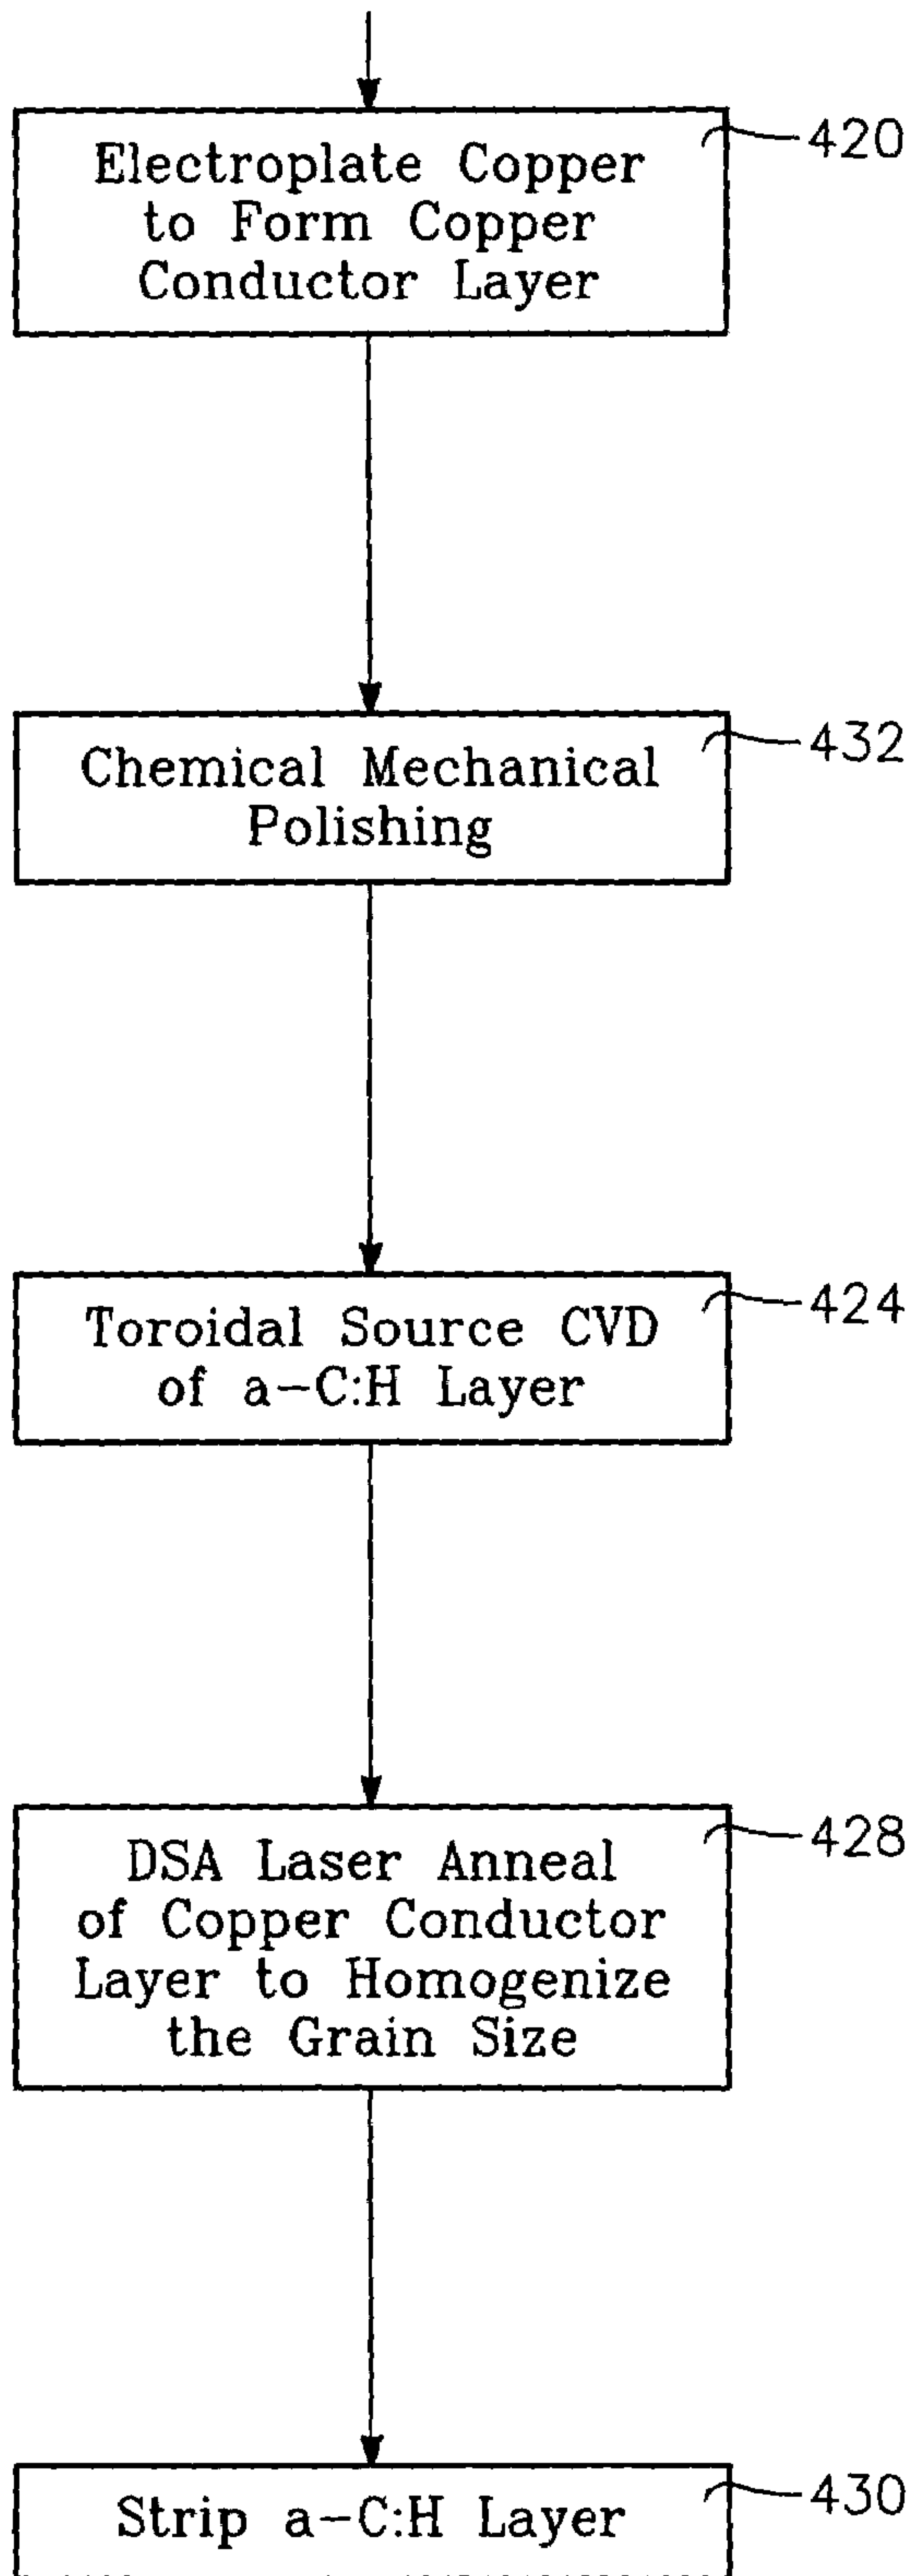 Electroplate Copper
to Form Copper
Conductor Layer
420
Chemical Mechanical
Polishing
432
Toroidal Source CVD
of a-C:H Layer
424
DSA Laser Anneal
of Copper Conductor
Layer to Homogenize
the Grain Size
428
Strip a-C:H Layer
430